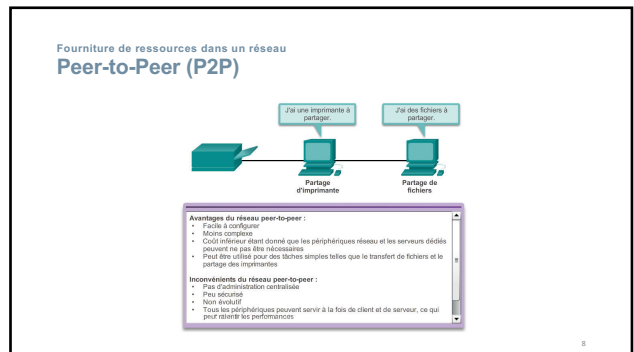 Fourniture de ressources dans un réseau
Peer-to-Peer (P2P)
J'ai une imprimante à
partager.
J'ai des fichiers à
partager.
Partage
d'imprimante
Partage de
fichiers
Avantages du réseau peer-to-peer :
• Facile à configurer
• Moins complexe
• Coût inférieur étant donné que les périphériques réseau et les serveurs dédiés
peuvent ne pas être nécessaires
• Peut être utilisé pour des tâches simples telles que le transfert de fichiers et le
partage des imprimantes
Inconvénients du réseau peer-to-peer :
• Pas d'administration centralisée
• Peu sécurisé
• Non évolutif
• Tous les périphériques peuvent servir à la fois de client et de serveur, ce qui
peut ralentir les performances
8